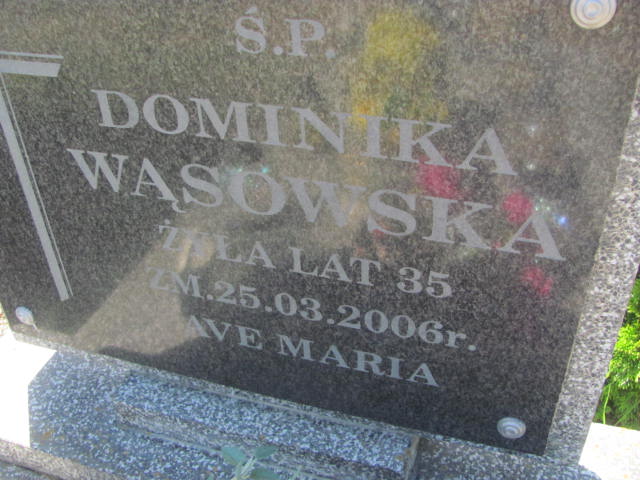 Ś.P.
DOMINIKA
WĄSOWSKA
ŻYŁA LAT 35
ZM.25.03.2006r.
AVE MARIA